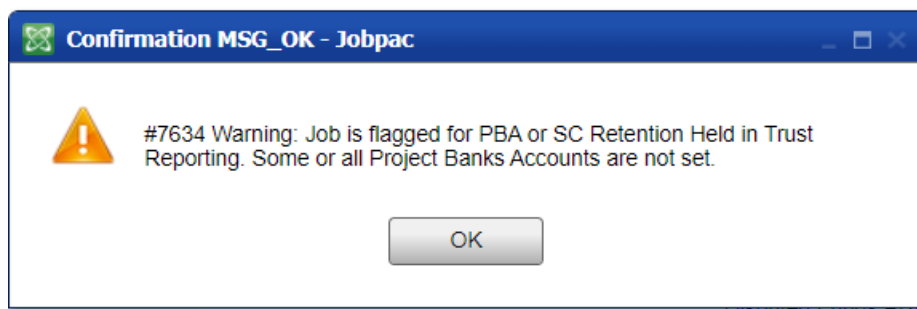 Confirmation MSG_OK - Jobpac
#7634 Warning: Job is flagged for PBA or SC Retention Held in Trust
Reporting. Some or all Project Banks Accounts are not set.
OK